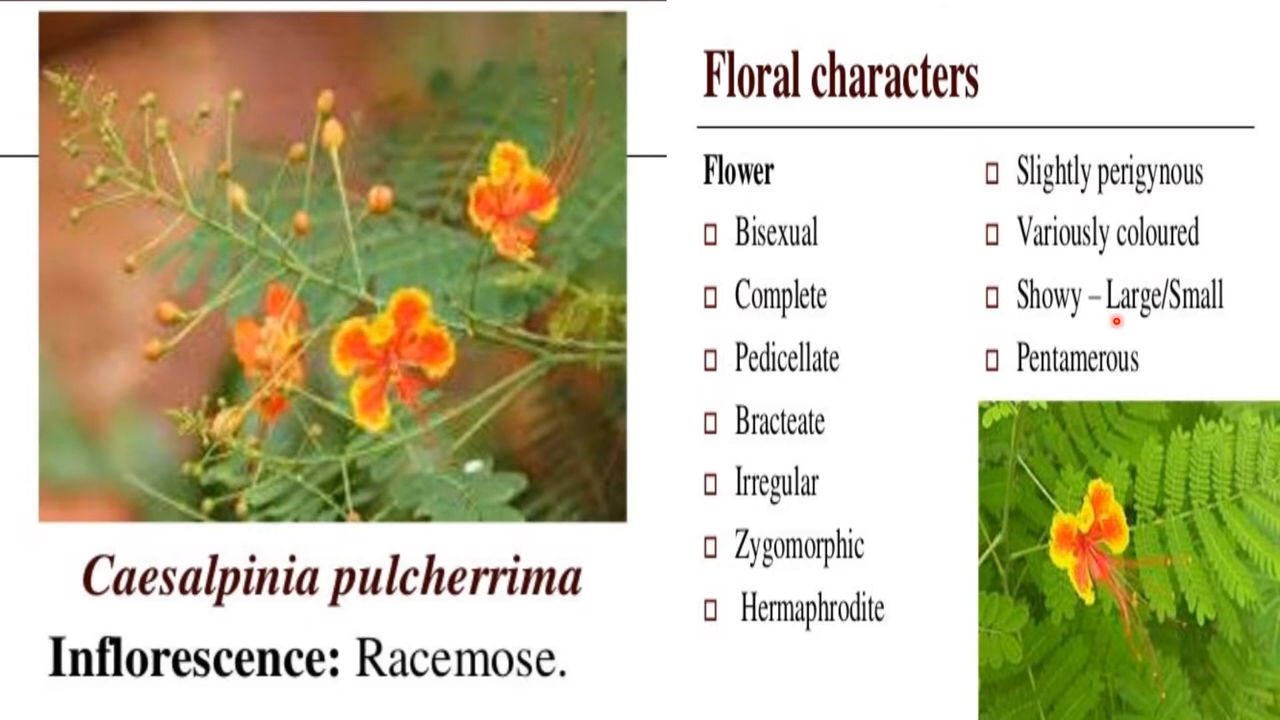 Caesalpinia pulcherrima
Inflorescence: Racemose.
Floral characters
Flower
Bisexual
Complete
Pedicellate
Bracteate
Irregular
Zygomorphic
Hermaphrodite
Slightly perigynous
Variously coloured
Showy – Large/Small
Pentamerous